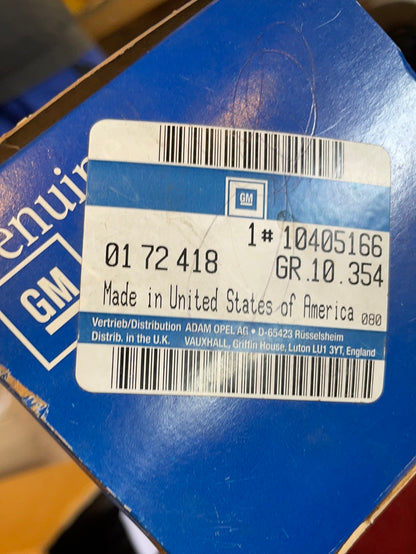 enuin
GM
GM
1# 10405166
01 72 418 GR.10.354
Made in United States of America 080
Vertrieb/Distribution ADAM OPEL AG • D-65423 Rüsselsheim
Distrib. in the U.K. VAUXHALL, Griffin House, Luton LU1 3YT, England